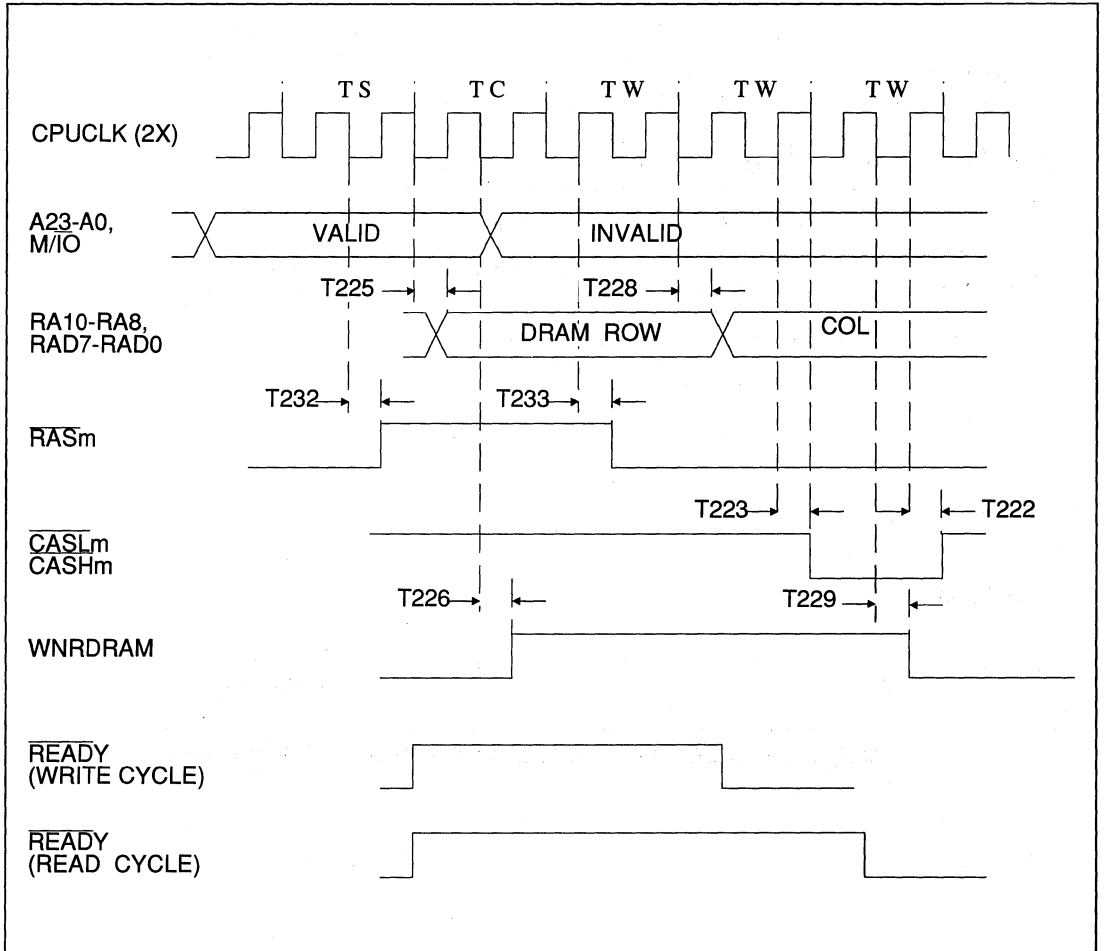 TS TC TW TW TW
CPUCLK (2X)
A23-A0,
M/IO
VALID INVALID
T225 T228
RA10-RA8,
RAD7-RAD0
DRAM ROW COL
T232 T233
RASm
T223 T222
CASLm
CASHm
T226 T229
WNRDRAM
READY
(WRITE CYCLE)
READY
(READ CYCLE)